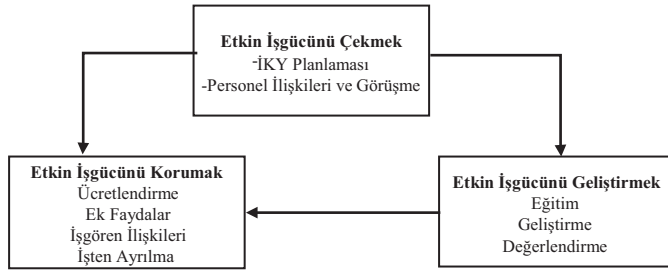 Etkin İşgücünü Çekmek
-İKY Planlaması
-Personel İlişkileri ve Görüşme
Etkin İşgücünü Korumak
Ücretlendirme
Ek Faydalar
İşgören İlişkileri
İşten Ayrılma
Etkin İşgücünü Geliştirmek
Eğitim
Geliştirme
Değerlendirme